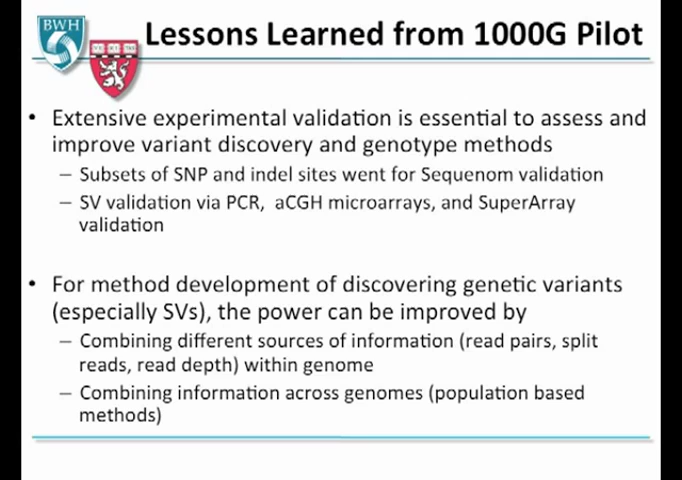 BWH
Lessons Learned from 1000G Pilot
• Extensive experimental validation is essential to assess and
improve variant discovery and genotype methods
– Subsets of SNP and indel sites went for Sequenom validation
– SV validation via PCR, aCGH microarrays, and SuperArray
validation
• For method development of discovering genetic variants
(especially SVs), the power can be improved by
– Combining different sources of information (read pairs, split
reads, read depth) within genome
– Combining information across genomes (population based
methods)